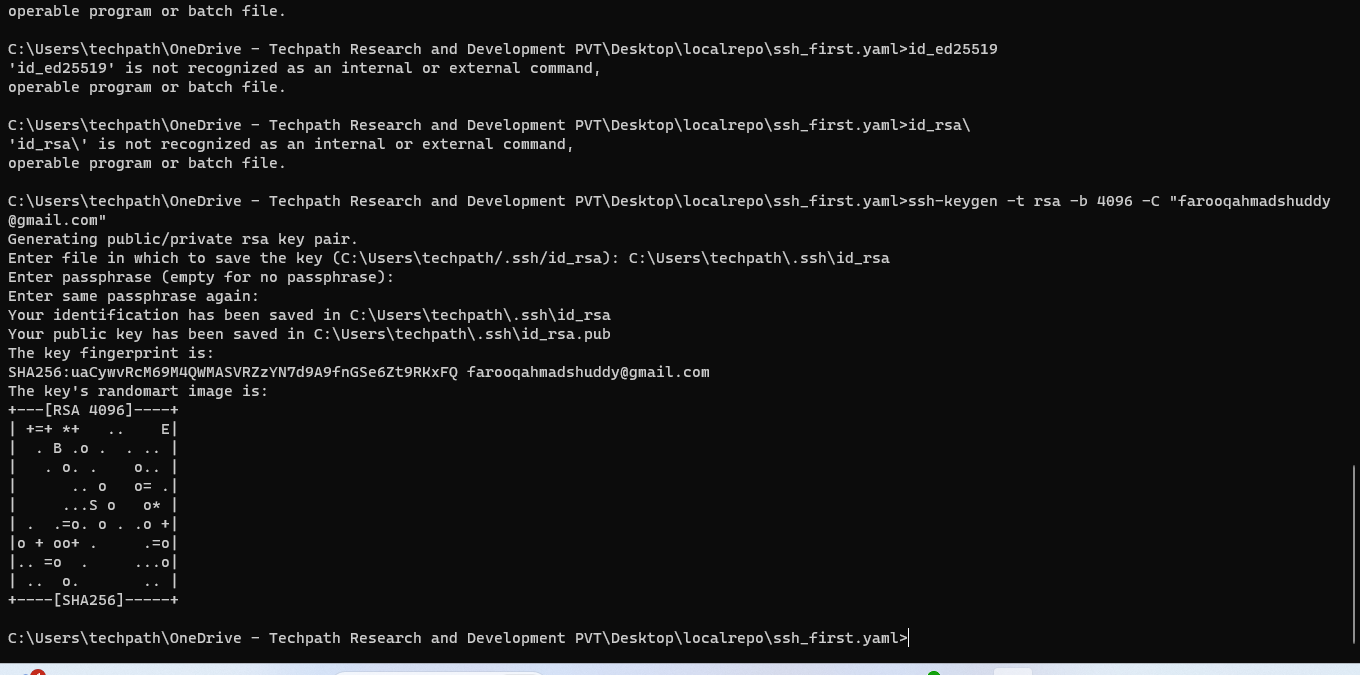 operable program or batch file.
C:\Users\techpath\OneDrive - Techpath Research and Development PVT\Desktop\localrepo\ssh_first.yaml>id_ed25519
'id_ed25519' is not recognized as an internal or external command,
operable program or batch file.
C:\Users\techpath\OneDrive - Techpath Research and Development PVT\Desktop\localrepo\ssh_first.yaml>id_rsa\
'id_rsa\' is not recognized as an internal or external command,
operable program or batch file.
C:\Users\techpath\OneDrive - Techpath Research and Development PVT\Desktop\localrepo\ssh_first.yaml>ssh-keygen -t rsa -b 4096 -C "farooqahmadshuddy
@gmail.com"
Generating public/private rsa key pair.
Enter file in which to save the key (C:\Users\techpath/.ssh/id_rsa): C:\Users\techpath\.ssh\id_rsa
Enter passphrase (empty for no passphrase):
Enter same passphrase again:
Your identification has been saved in C:\Users\techpath\.ssh\id_rsa
Your public key has been saved in C:\Users\techpath\.ssh\id_rsa.pub
The key fingerprint is:
SHA256:uaCywvRcM69M4QWMASVRZzYN7d9A9fnGSe6Zt9RKxFQ farooqahmadshuddy@gmail.com
The key's randomart image is:
+---[RSA 4096]----+
| +=+ *+   ..    E|
|  . B .o .  . .. |
|   . o. .    o.. |
|      .. o   o= .|
|     ...S o   o* |
| .  .=o. o . .o +|
|o + oo+ .     .=o|
|.. =o  .     ...o|
| ..  o.       .. |
+----[SHA256]-----+
C:\Users\techpath\OneDrive - Techpath Research and Development PVT\Desktop\localrepo\ssh_first.yaml>